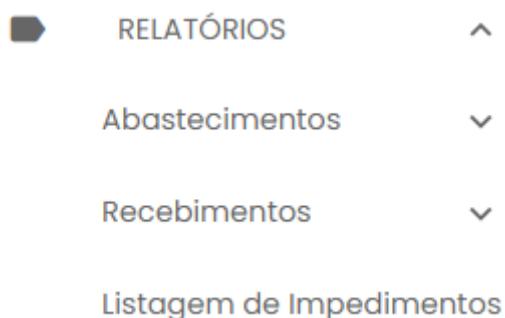 RELATÓRIOS
Abastecimentos
Recebimentos
Listagem de Impedimentos